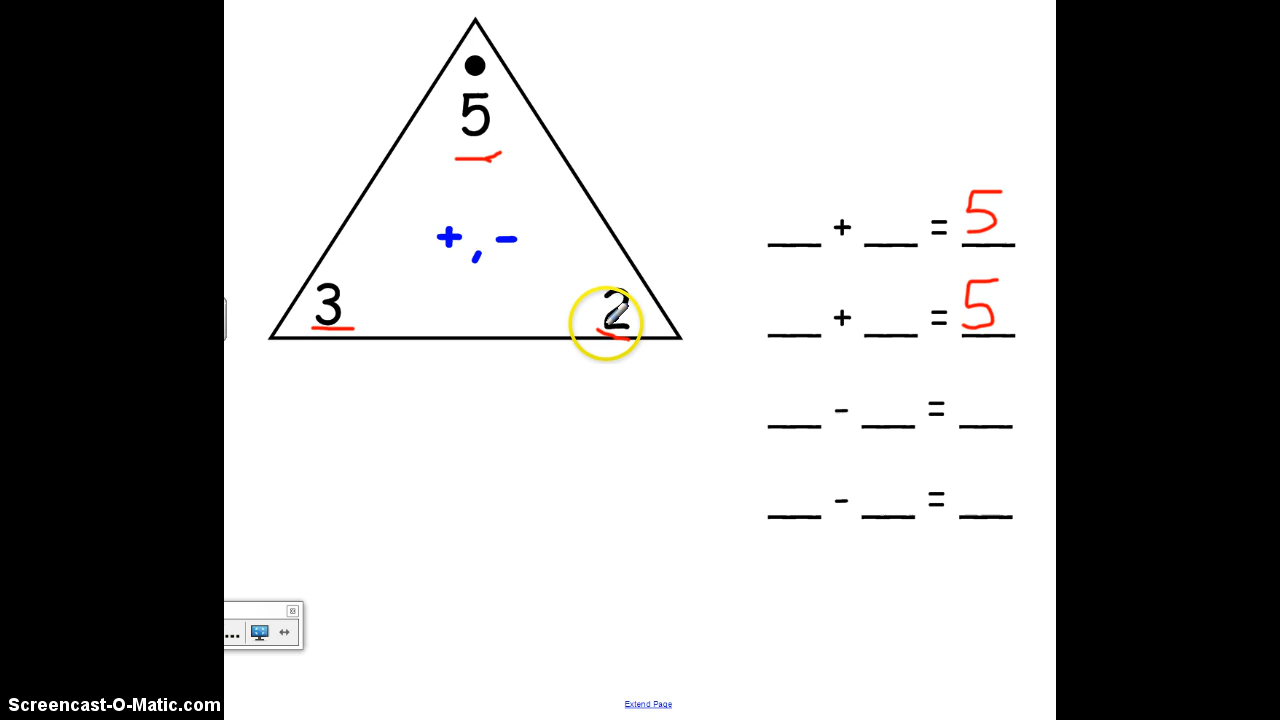 5
+, -
3 2
___ + ___ = 5
___ + ___ = 5
___ - ___ = ___
___ - ___ = ___
...
Screencast-O-Matic.com
Extend Page